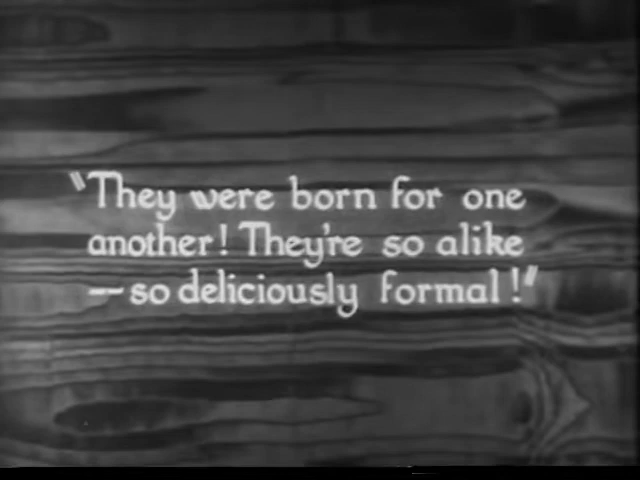 "They were born for one
another! They're so alike
—so deliciously formal!"